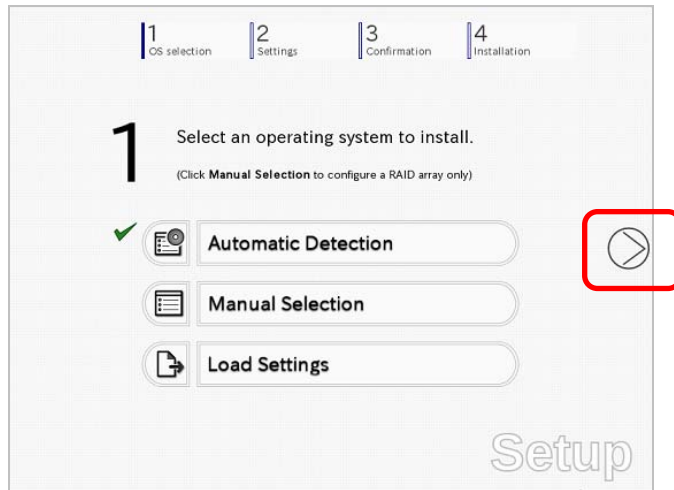 1
OS selection
2
Settings
3
Confirmation
4
Installation
1
Select an operating system to install.
(Click Manual Selection to configure a RAID array only)
Automatic Detection
Manual Selection
Load Settings
Setup